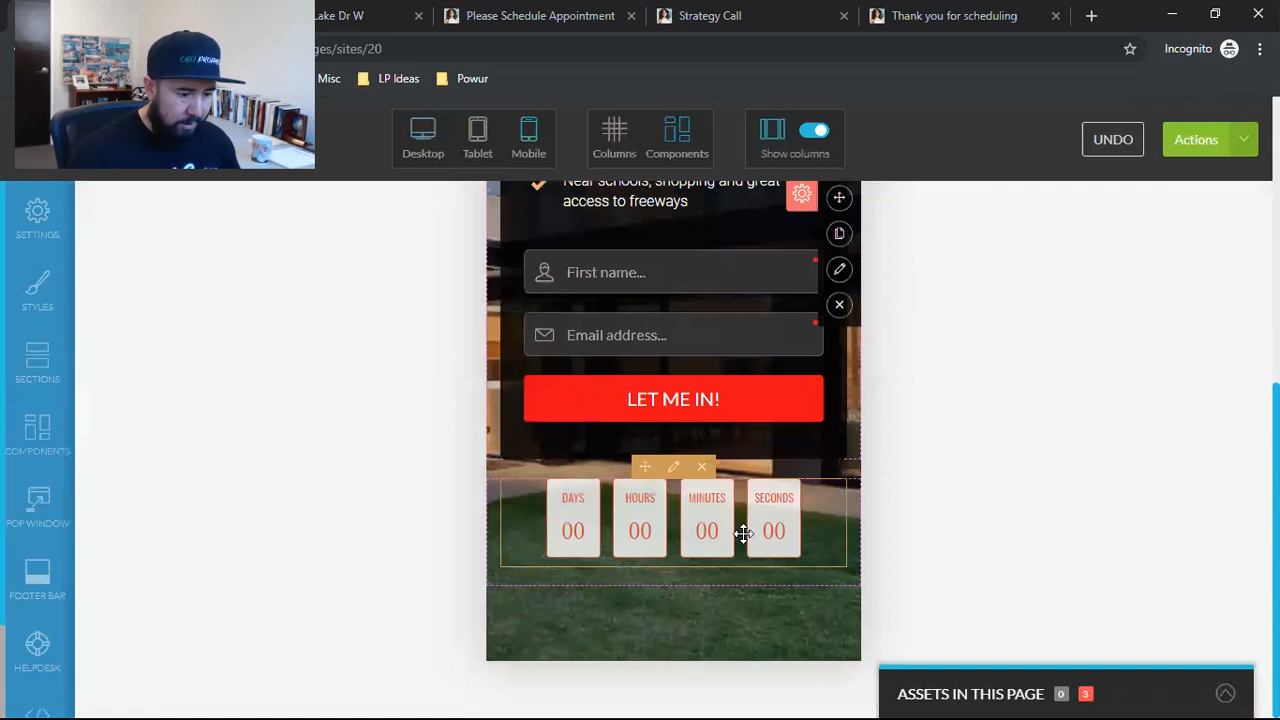 Lake Dr W
Please Schedule Appointment
Strategy Call
Thank you for scheduling
ges/sites/20
Incognito
Misc
LP Ideas
Powur
Desktop
Tablet
Mobile
Columns
Components
Show columns
UNDO
Actions
SETTINGS
STYLES
SECTIONS
COMPONENTS
POP WINDOW
FOOTER BAR
HELPDESK
Near schools, shopping and great
access to freeways
First name...
*
Email address...
*
LET ME IN!
DAYS
HOURS
MINUTES
SECONDS
00
00
00
00
ASSETS IN THIS PAGE 0 3